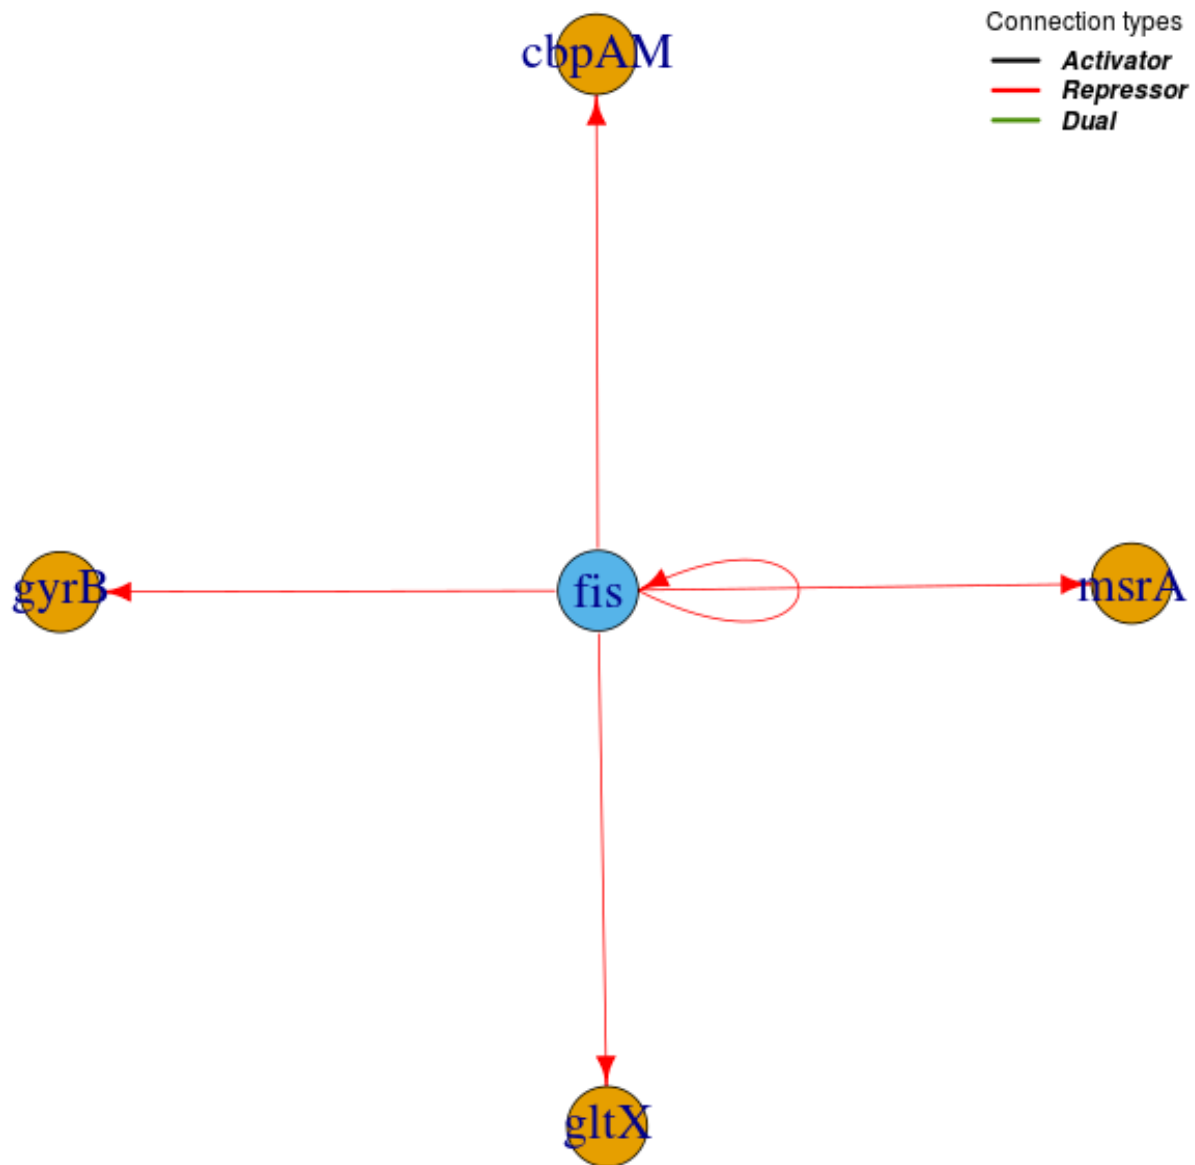 Connection types
Activator
Repressor
Dual
cbpAM
gyrB
fis
msrA
gltX